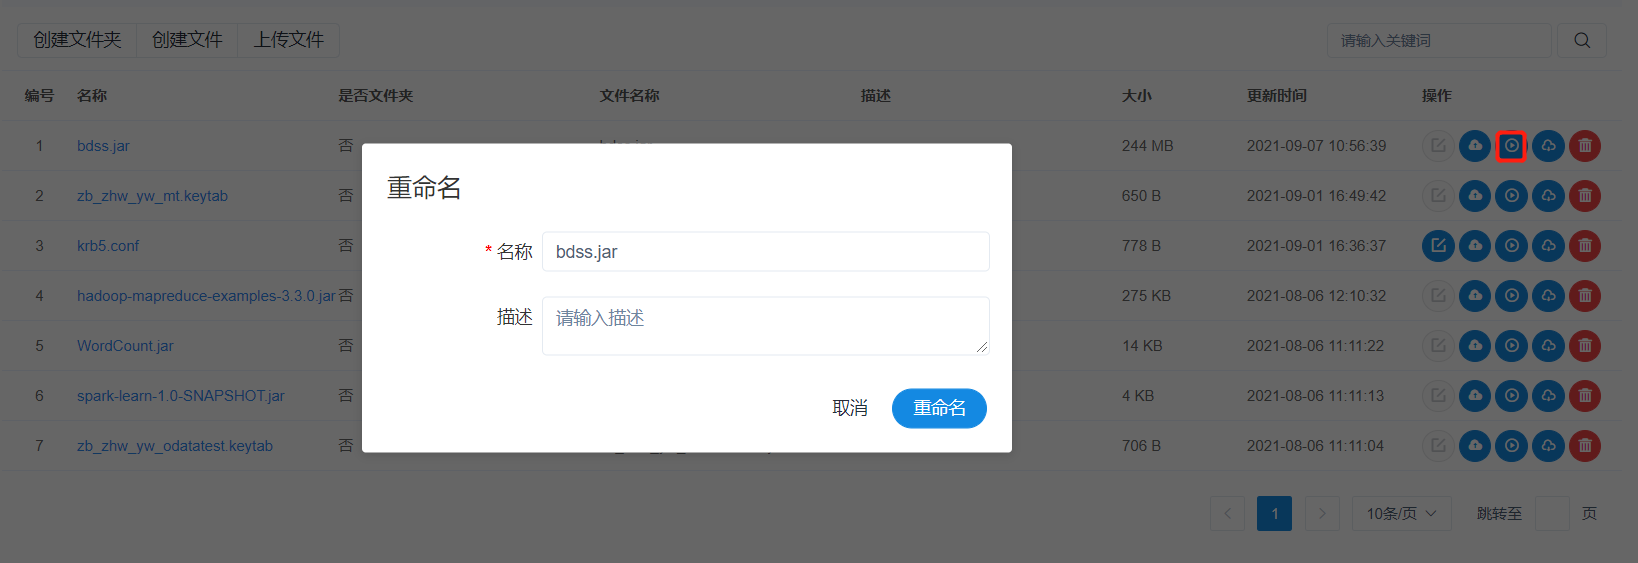 创建文件夹 创建文件 上传文件 请输入关键词
编号 名称 是否文件夹 文件名称 描述 大小 更新时间 操作
1 bdss.jar 否 244 MB 2021-09-07 10:56:39
2 zb_zhw_yw_mt.keytab 否 650 B 2021-09-01 16:49:42
3 krb5.conf 否 778 B 2021-09-01 16:36:37
4 hadoop-mapreduce-examples-3.3.0.jar 否 275 KB 2021-08-06 12:10:32
5 WordCount.jar 否 14 KB 2021-08-06 11:11:22
6 spark-learn-1.0-SNAPSHOT.jar 否 4 KB 2021-08-06 11:11:13
7 zb_zhw_yw_odatatest.keytab 否 706 B 2021-08-06 11:11:04
重命名
* 名称 bdss.jar
描述 请输入描述
取消 重命名
1 10条/页 跳转至 页